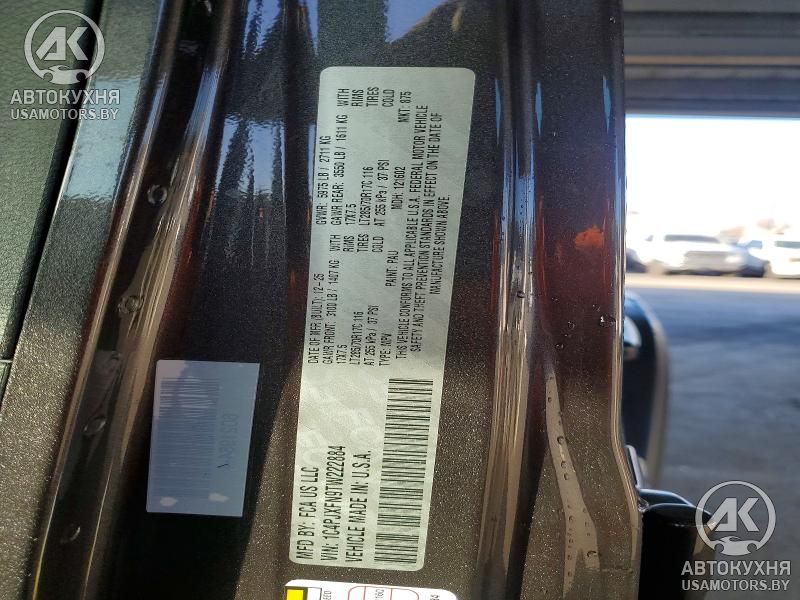 AK
АВТОКУХНЯ
USAMOTORS.BY
MFD BY: FCA US LLC
DATE OF MFR (BUILT): 12-25
GVWR: 5975 LB / 2711 KG
GAWR FRONT: 3100 LB / 1407 KG WITH
17X7.5 RIMS
LT265/70R17C 116 TIRES
AT 255 kPa / 37 PSI COLD
GAWR REAR: 3550 LB / 1611 KG WITH
17X7.5 RIMS
LT265/70R17C 116 TIRES
AT 255 kPa / 37 PSI COLD
VIN: 1C4PJXFN9TW222884
TYPE: MPV
PAINT: PAU
MDH: 121602
MKT: 875
VEHICLE MADE IN: U.S.A.
THIS VEHICLE CONFORMS TO ALL APPLICABLE U.S.A. FEDERAL MOTOR VEHICLE
SAFETY AND THEFT PREVENTION STANDARDS IN EFFECT ON THE DATE OF
MANUFACTURE SHOWN ABOVE.
AK
АВТОКУХНЯ
USAMOTORS.BY